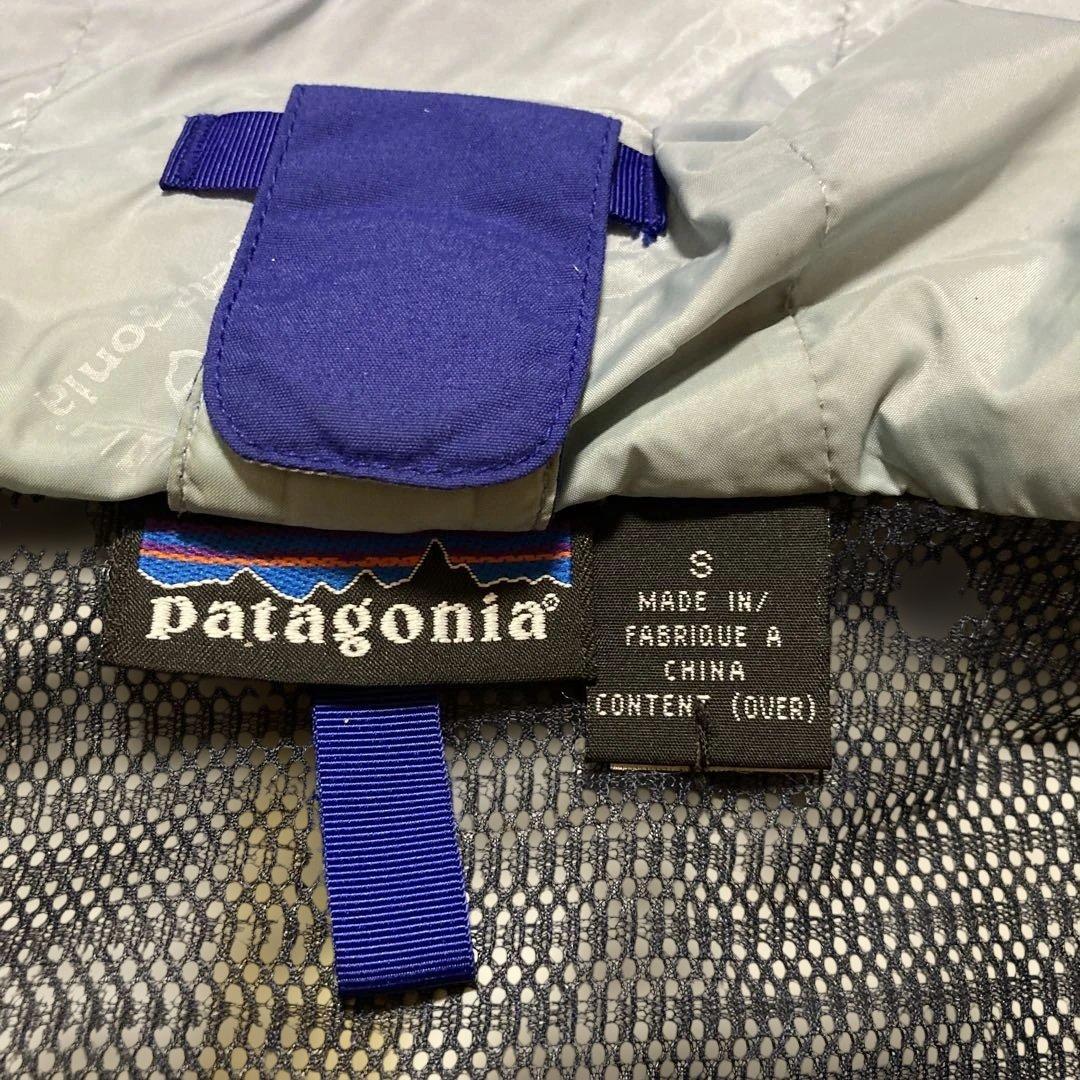 patagonia®
S
MADE IN/
FABRIQUE A
CHINA
CONTENT (OVER)